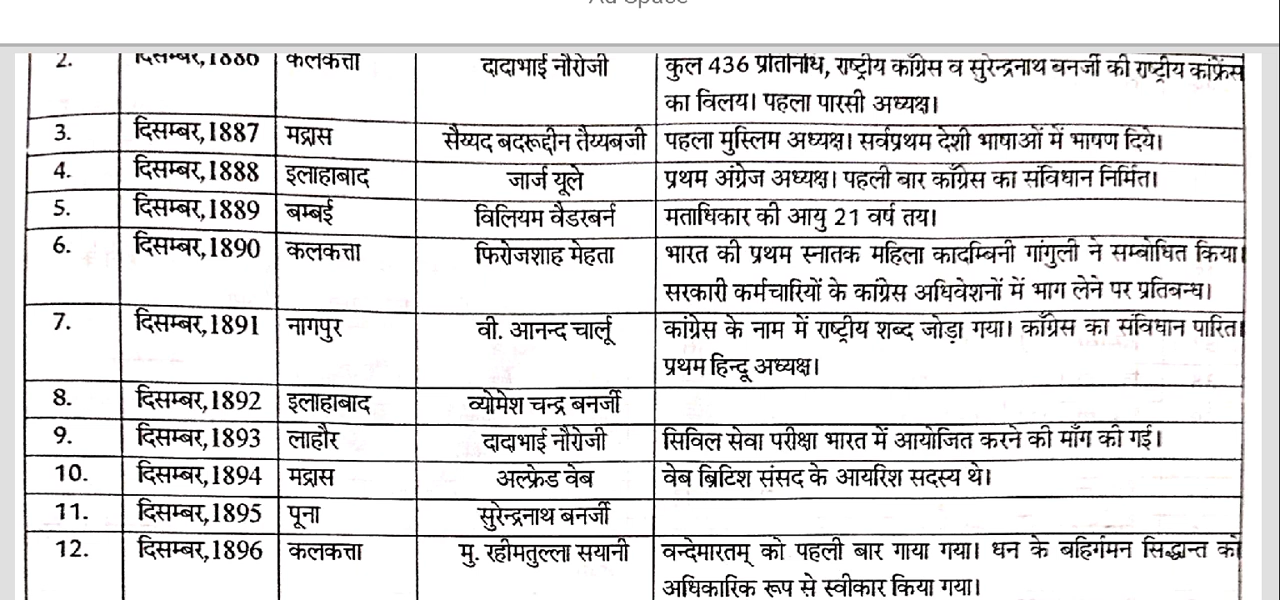 Ad Space
2. दिसम्बर,1886 कलकत्ता दादाभाई नौरोजी कुल 436 प्रतिनिधि, राष्ट्रीय काँग्रेस व सुरेन्द्रनाथ बनर्जी की राष्ट्रीय कांफ्रेंस
का विलय। पहला पारसी अध्यक्ष।
3. दिसम्बर,1887 मद्रास सैय्यद बदरूद्दीन तैय्यबजी पहला मुस्लिम अध्यक्ष। सर्वप्रथम देशी भाषाओं में भाषण दिये।
4. दिसम्बर,1888 इलाहाबाद जार्ज यूले प्रथम अंग्रेज अध्यक्ष। पहली बार काँग्रेस का संविधान निर्मित।
5. दिसम्बर,1889 बम्बई विलियम वैडरबर्न मताधिकार की आयु 21 वर्ष तय।
6. दिसम्बर,1890 कलकत्ता फिरोजशाह मेहता भारत की प्रथम स्नातक महिला कादम्बिनी गांगुली ने सम्बोधित किया।
सरकारी कर्मचारियों के कांग्रेस अधिवेशनों में भाग लेने पर प्रतिबन्ध।
7. दिसम्बर,1891 नागपुर वी. आनन्द चार्लू कांग्रेस के नाम में राष्ट्रीय शब्द जोड़ा गया। काँग्रेस का संविधान पारित।
प्रथम हिन्दू अध्यक्ष।
8. दिसम्बर,1892 इलाहाबाद व्योमेश चन्द्र बनर्जी
9. दिसम्बर,1893 लाहौर दादाभाई नौरोजी सिविल सेवा परीक्षा भारत में आयोजित करने की माँग की गई।
10. दिसम्बर,1894 मद्रास अल्फ्रेड वेब वेब ब्रिटिश संसद के आयरिश सदस्य थे।
11. दिसम्बर,1895 पूना सुरेन्द्रनाथ बनर्जी
12. दिसम्बर,1896 कलकत्ता मु. रहीमतुल्ला सयानी वन्देमारतम् को पहली बार गाया गया। धन के बहिर्गमन सिद्धान्त को
अधिकारिक रूप से स्वीकार किया गया।